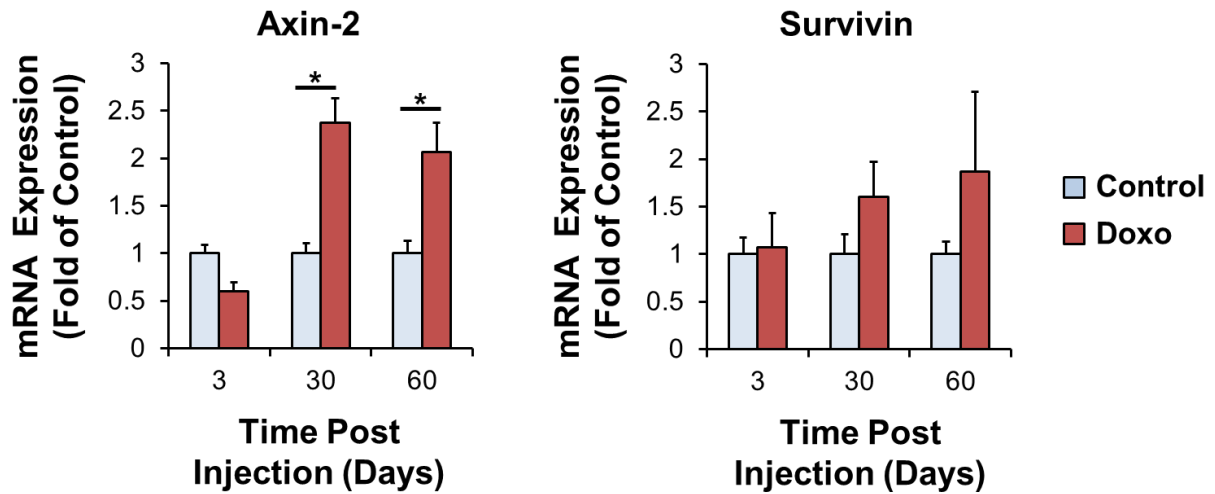 Axin-2
mRNA Expression
(Fold of Control)
3
2.5
2
1.5
1
0.5
0
*
*
3 30 60
Time Post
Injection (Days)
Survivin
mRNA Expression
(Fold of Control)
3
2.5
2
1.5
1
0.5
0
3 30 60
Time Post
Injection (Days)
Control
Doxo